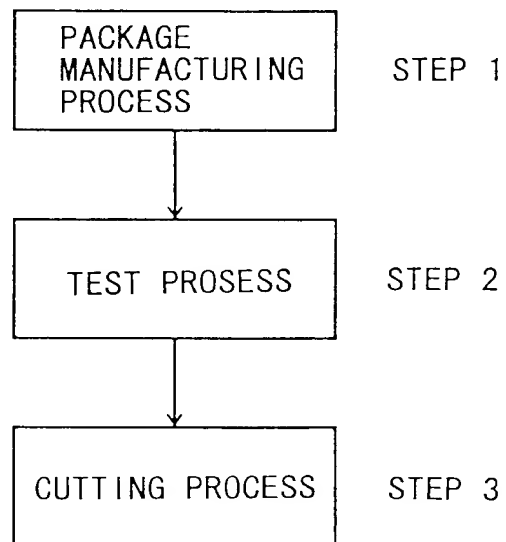 PACKAGE
MANUFACTURING
PROCESS
STEP 1
TEST PROSESS
STEP 2
CUTTING PROCESS
STEP 3